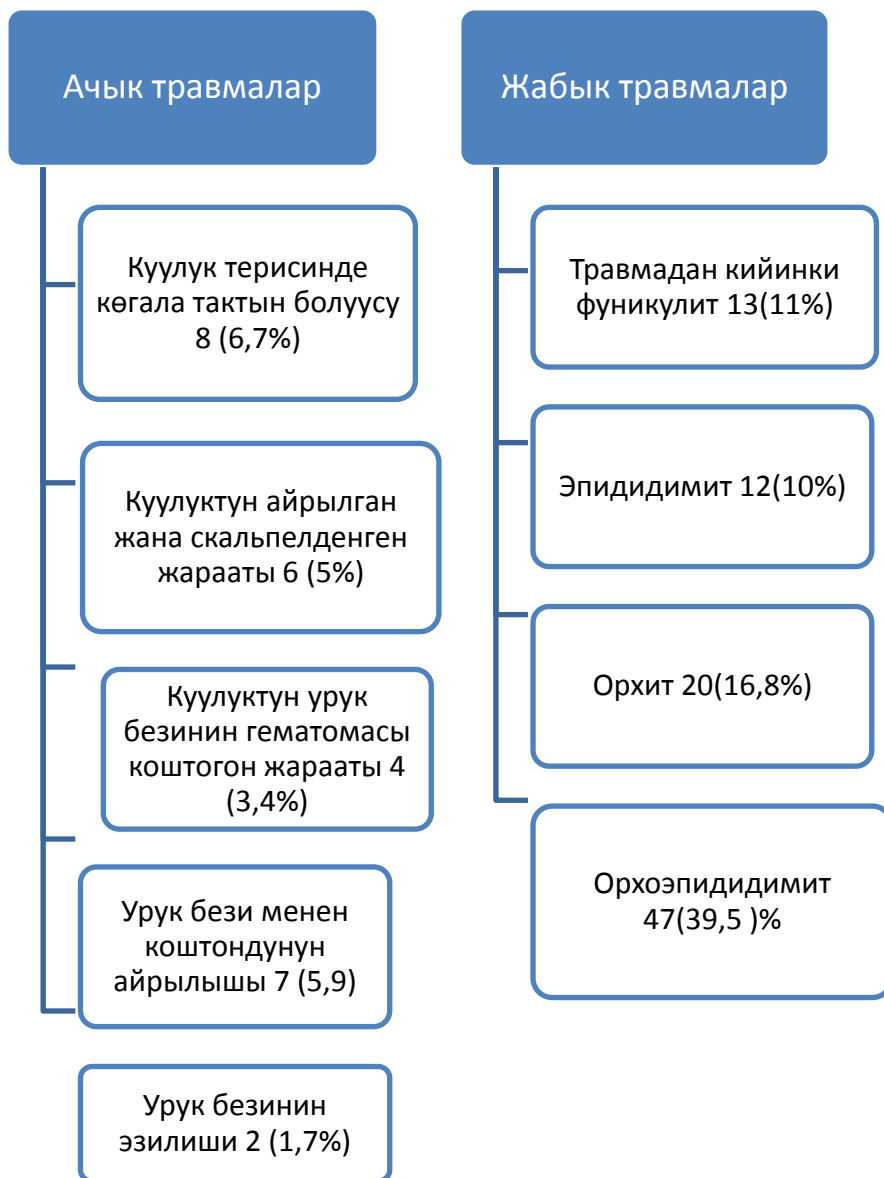 Ачык травмалар
Куулук терисинде
көгала тактын болуусу
8 (6,7%)
Куулуктун айрылган
жана скальпелденген
жарааты 6 (5%)
Куулуктун урук
безинин гематомасы
коштогон жарааты 4
(3,4%)
Урук бези менен
коштондунун
айрылышы 7 (5,9)
Урук безинин
эзилиши 2 (1,7%)
Жабык травмалар
Травмадан кийинки
фуникулит 13(11%)
Эпидидимит 12(10%)
Орхит 20(16,8%)
Орхоэпидидимит
47(39,5 )%